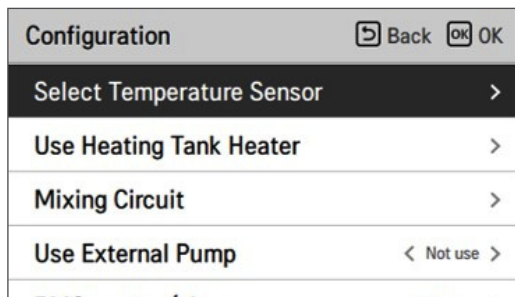 Configuration Back OK OK
Select Temperature Sensor >
Use Heating Tank Heater >
Mixing Circuit >
Use External Pump < Not use >